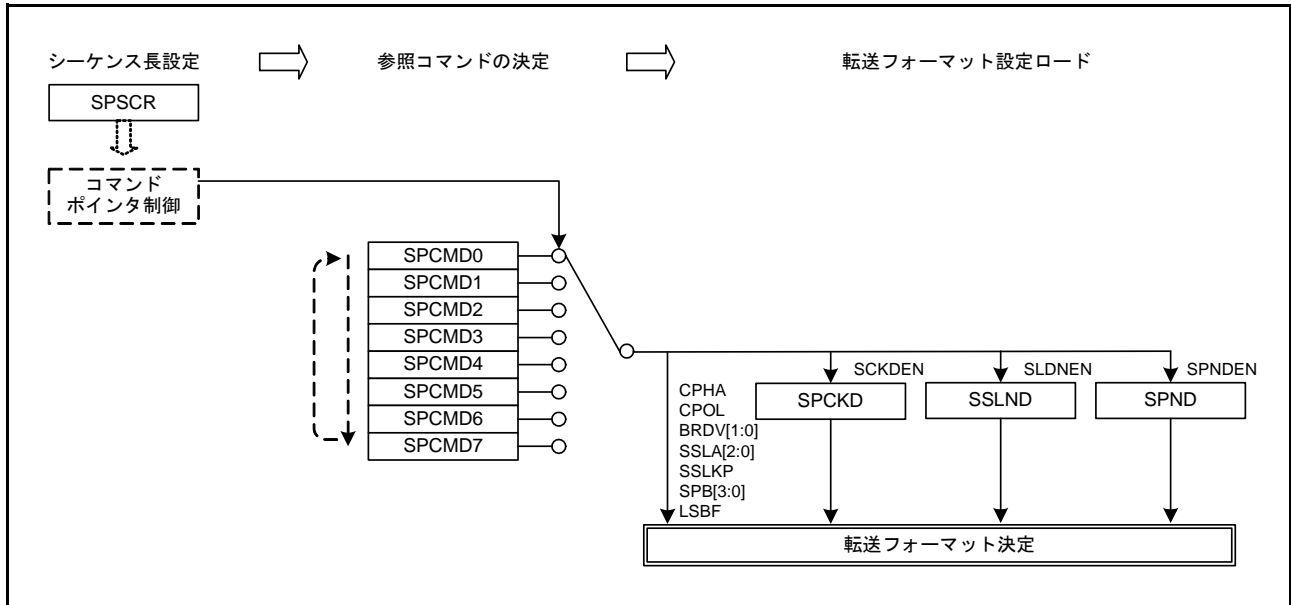 シーケンス長設定
参照コマンドの決定
転送フォーマット設定ロード
SPSCR
コマンド
ポインタ制御
SPCMD0
SPCMD1
SPCMD2
SPCMD3
SPCMD4
SPCMD5
SPCMD6
SPCMD7
CPHA
CPOL
BRDV[1:0]
SSLA[2:0]
SSLKP
SPB[3:0]
LSBF
SCKDEN
SPCKD
SLDNEN
SSLND
SPNDEN
SPND
転送フォーマット決定